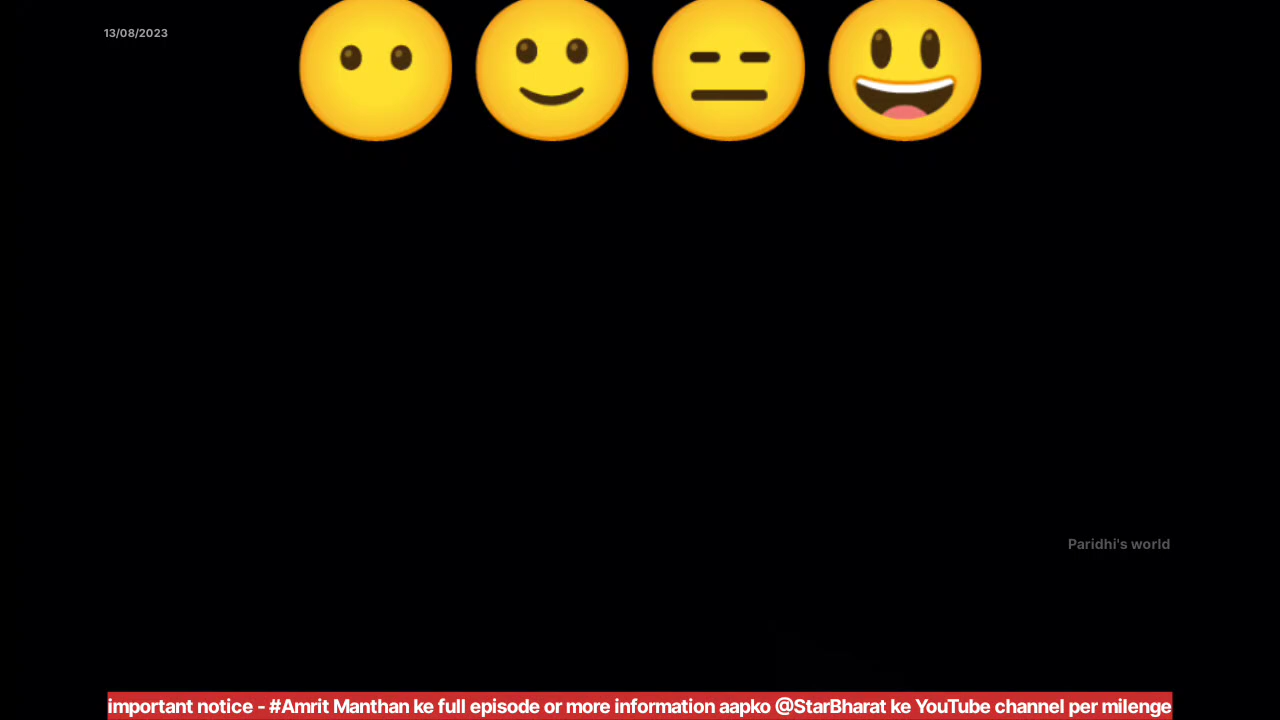 13/08/2023
Paridhi's world
important notice - #Amrit Manthan ke full episode or more information aapko @StarBharat ke YouTube channel per milenge